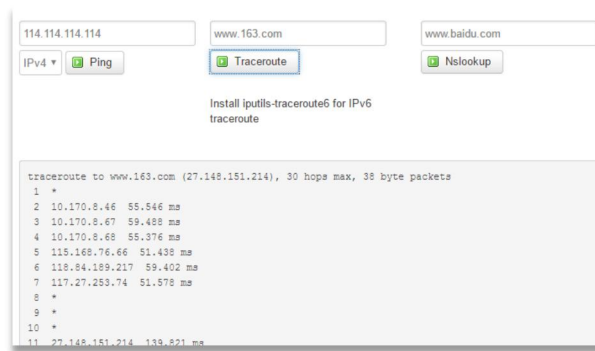 114.114.114.114 www.163.com www.baidu.com
IPv4 Ping Traceroute Nslookup
Install iputils-traceroute6 for IPv6
traceroute
traceroute to www.163.com (27.148.151.214), 30 hops max, 38 byte packets
1 *
2 10.170.8.46 55.546 ms
3 10.170.8.67 59.488 ms
4 10.170.8.68 55.376 ms
5 115.168.76.66 51.438 ms
6 118.84.189.217 59.402 ms
7 117.27.253.74 51.578 ms
8 *
9 *
10 *
11 27.148.151.214 139.821 ms